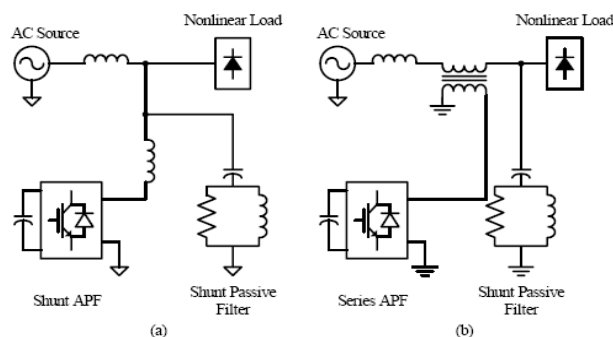 Nonlinear Load
AC Source
Shunt APF
Shunt Passive
Filter
(a)
Nonlinear Load
AC Source
Series APF
Shunt Passive
Filter
(b)